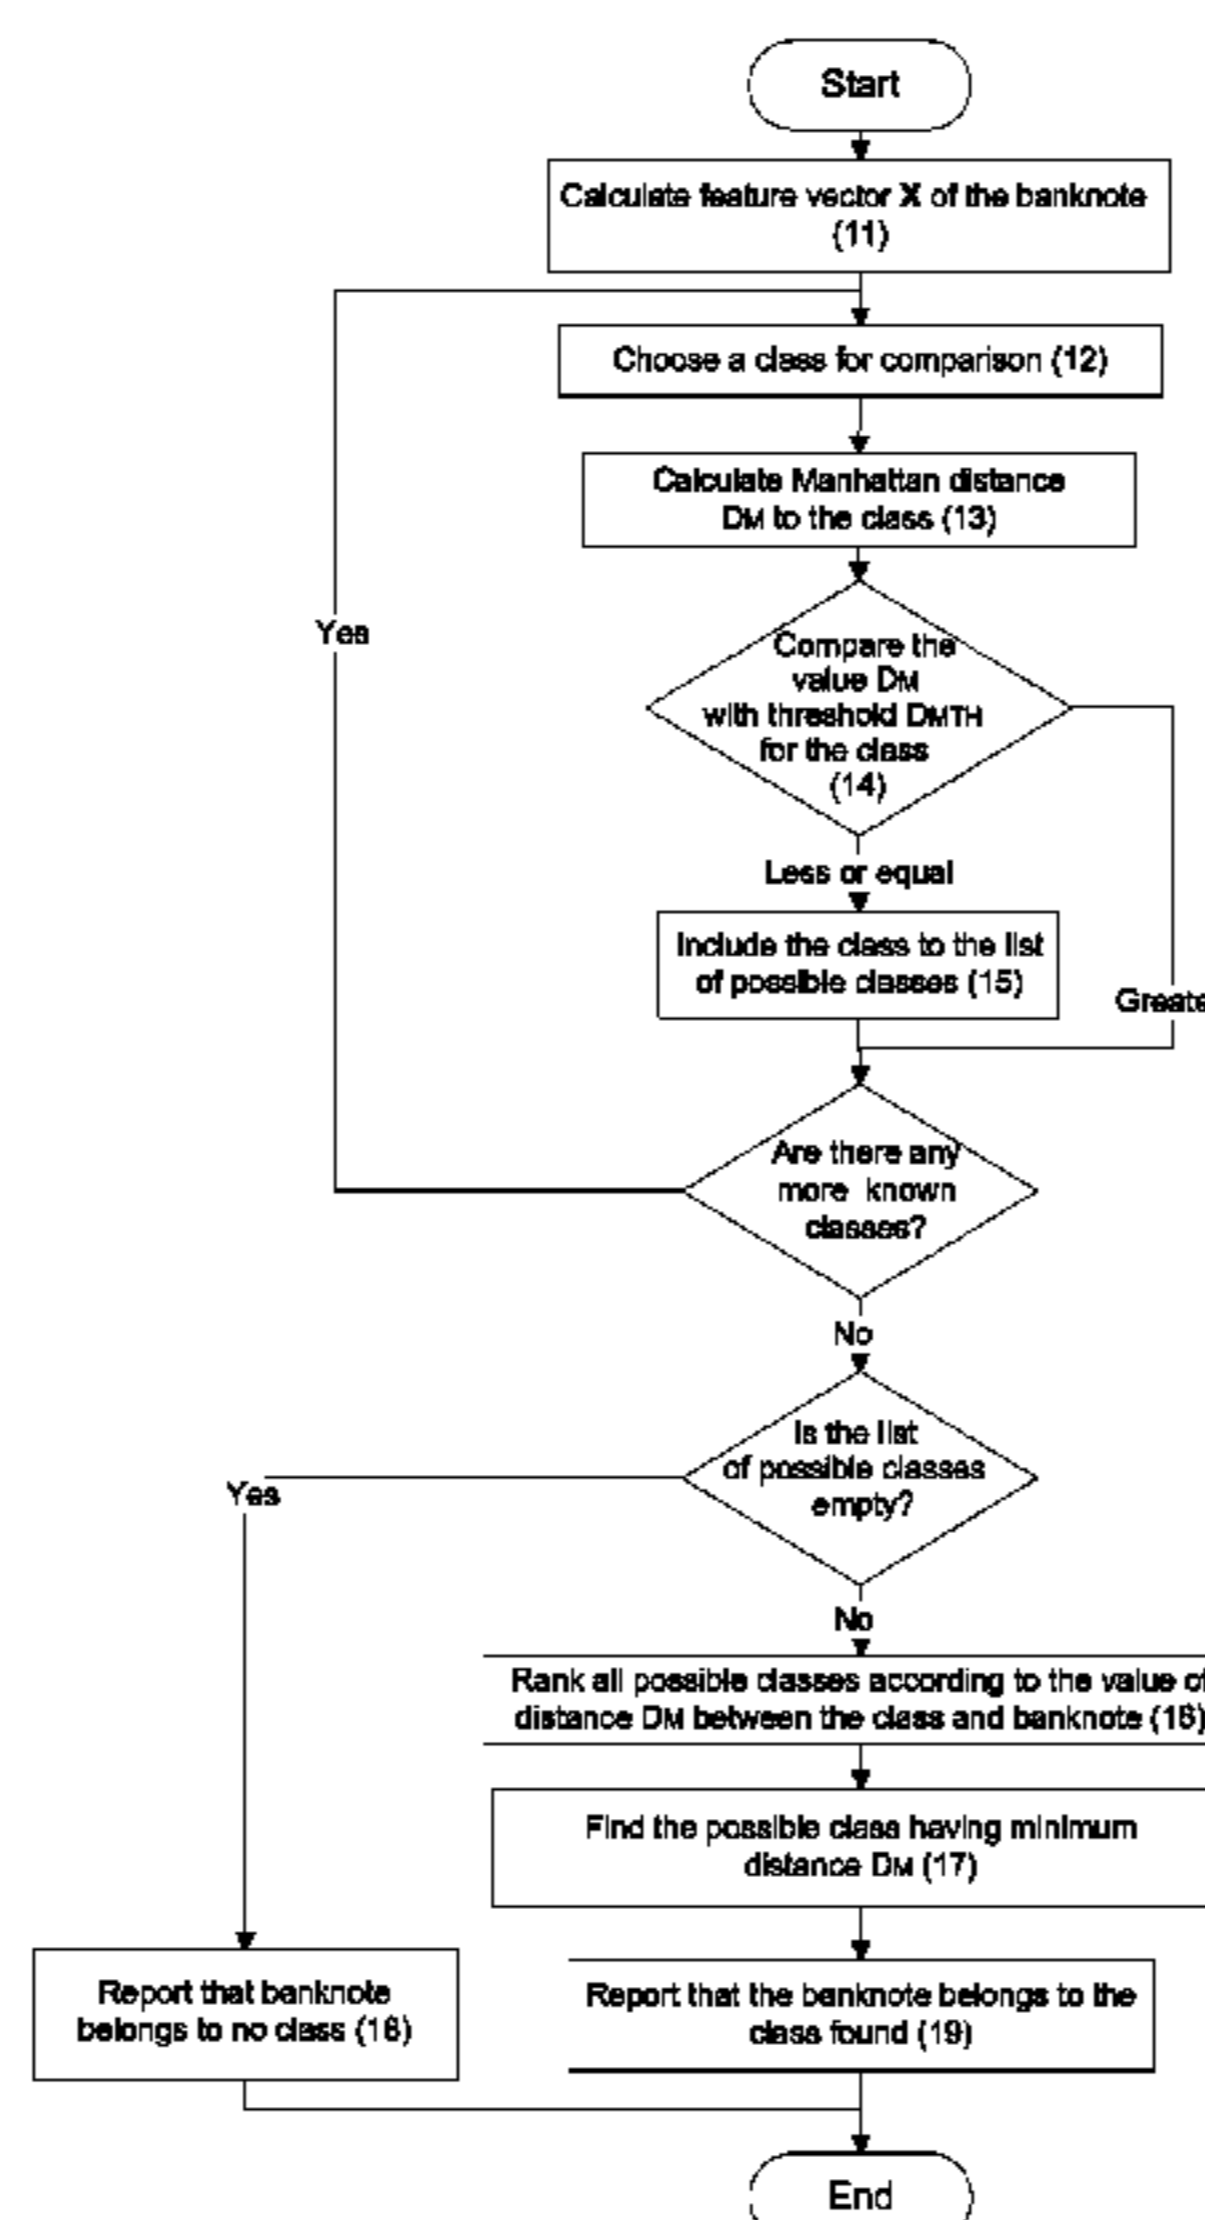 Start
Calculate feature vector X of the banknote
(11)
Choose a class for comparison (12)
Calculate Manhattan distance
DM to the class (13)
Yes
Compare the
value DM
with threshold DMTH
for the class
(14)
Less or equal
Include the class to the list
of possible classes (15)
Greate
Are there any
more known
classes?
No
Is the list
of possible classes
empty?
Yes
No
Rank all possible classes according to the value of
distance DM between the class and banknote (16)
Find the possible class having minimum
distance DM (17)
Report that banknote
belongs to no class (18)
Report that the banknote belongs to the
class found (19)
End